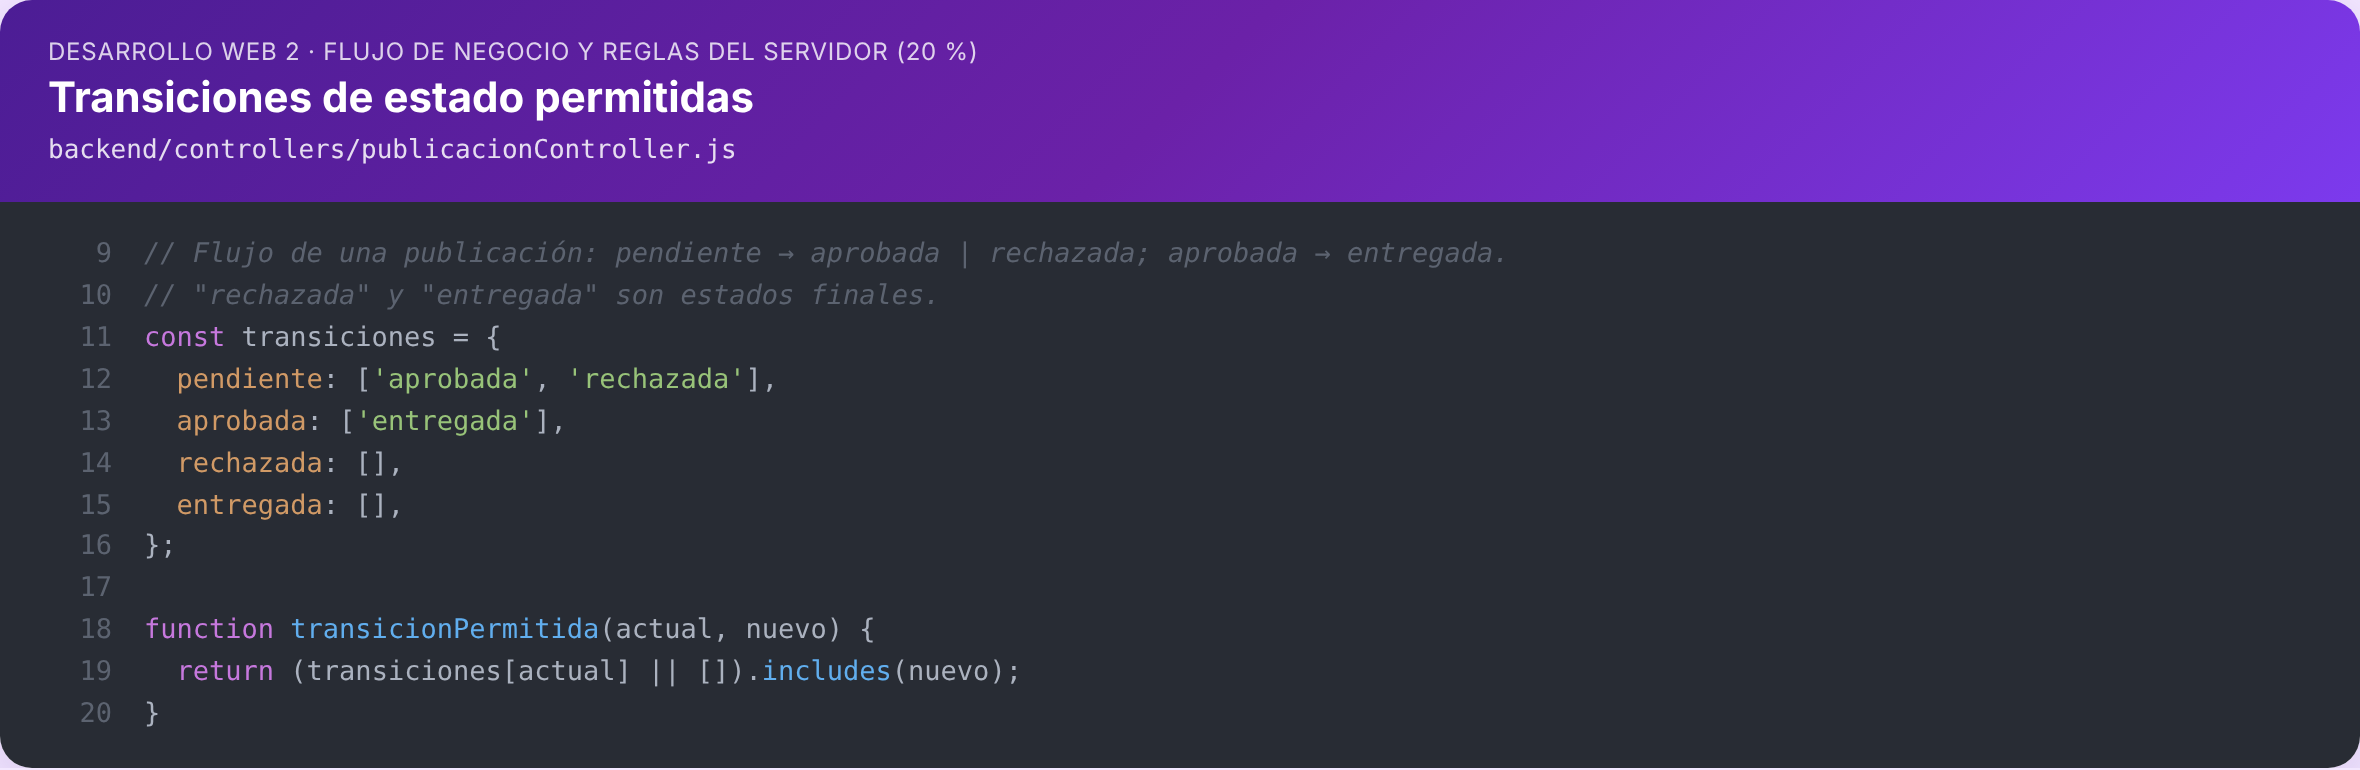 DESARROLLO WEB 2 · FLUJO DE NEGOCIO Y REGLAS DEL SERVIDOR (20 %)
Transiciones de estado permitidas
backend/controllers/publicacionController.js
9 // Flujo de una publicación: pendiente → aprobada | rechazada; aprobada → entregada.
10 // "rechazada" y "entregada" son estados finales.
11 const transiciones = {
12   pendiente: ['aprobada', 'rechazada'],
13   aprobada: ['entregada'],
14   rechazada: [],
15   entregada: [],
16 };
17
18 function transicionPermitida(actual, nuevo) {
19   return (transiciones[actual] || []).includes(nuevo);
20 }